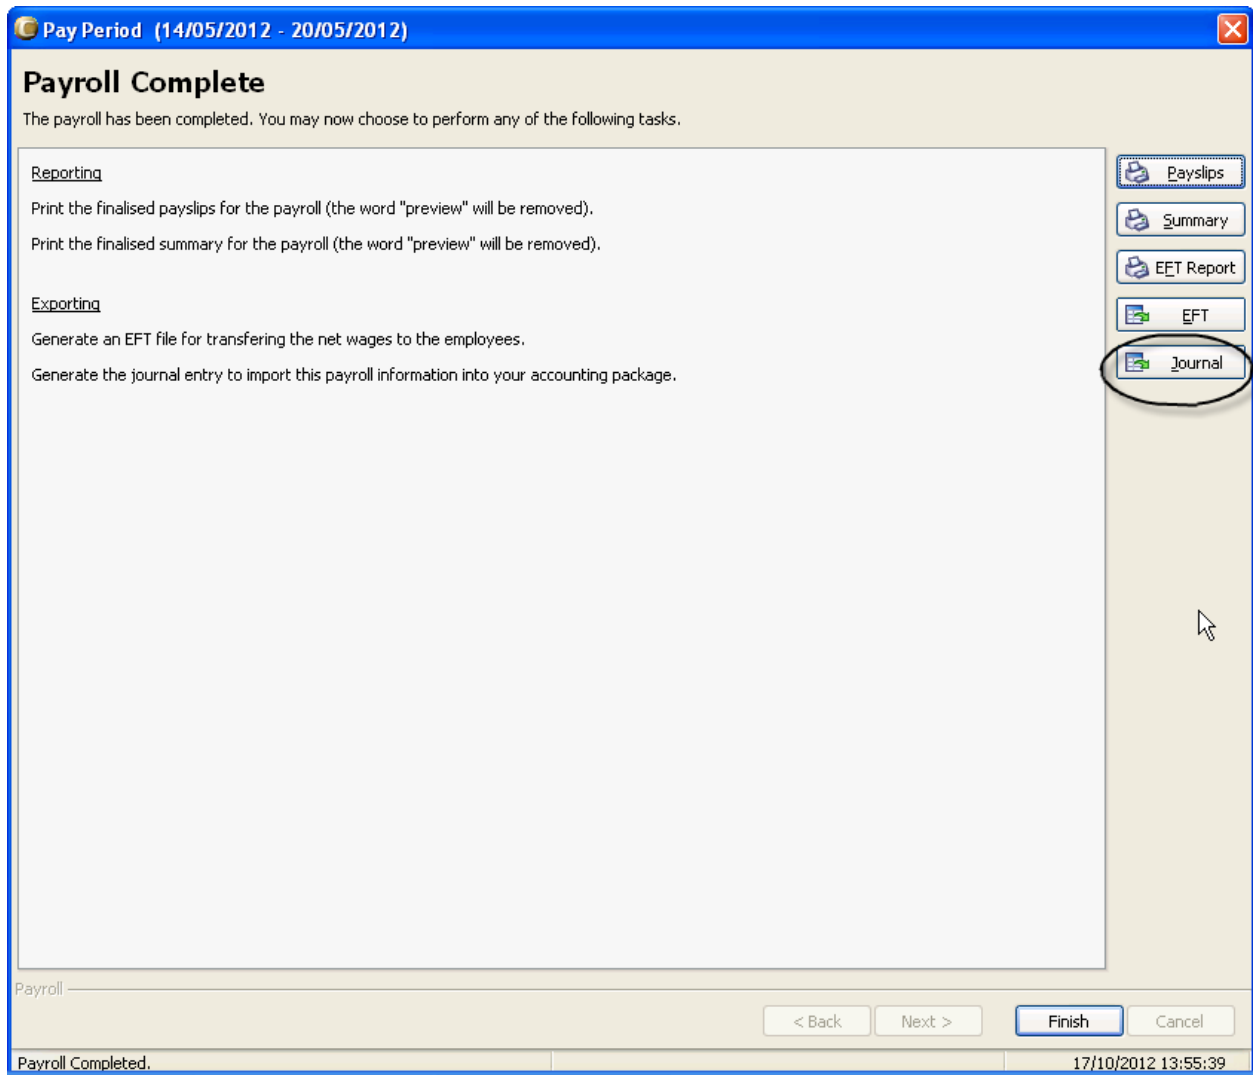 Pay Period (14/05/2012 - 20/05/2012)
Payroll Complete
The payroll has been completed. You may now choose to perform any of the following tasks.
Reporting
Print the finalised payslips for the payroll (the word "preview" will be removed).
Print the finalised summary for the payroll (the word "preview" will be removed).
Exporting
Generate an EFT file for transfering the net wages to the employees.
Generate the journal entry to import this payroll information into your accounting package.
Payslips
Summary
EFT Report
EFT
Journal
Payroll
< Back
Next >
Finish
Cancel
Payroll Completed.
17/10/2012 13:55:39